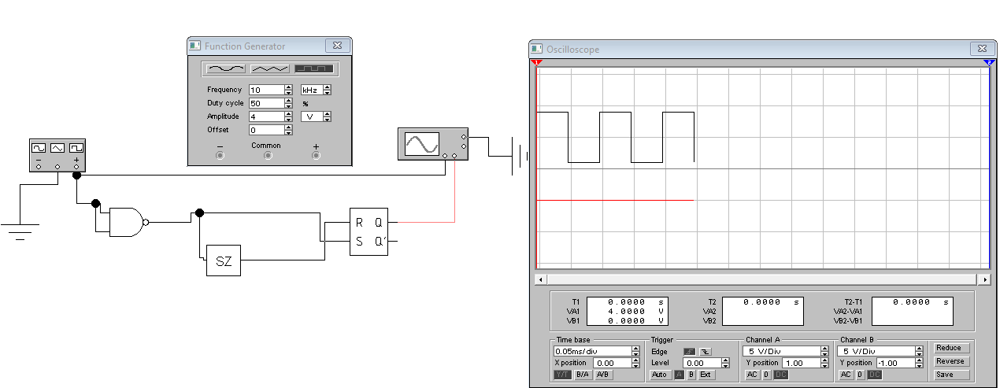 Function Generator
Frequency 10 kHz
Duty cycle 50 %
Amplitude 4 V
Offset 0
− Common +
− +
R Q
S Q'
SZ
Oscilloscope
1 2
T1 0.0000 s
VA1 4.0000 V
VB1 0.0000 V
T2 0.0000 s
VA2
VB2
T2-T1 0.0000 s
VA2-VA1
VB2-VB1
Time base
0.05ms/div
X position 0.00
Y/T B/A A/B
Trigger
Edge
Level 0.00
Auto A B Ext
Channel A
5 V/Div
Y position 1.00
AC 0 DC
Channel B
5 V/Div
Y position -1.00
AC 0 DC
Reduce
Reverse
Save